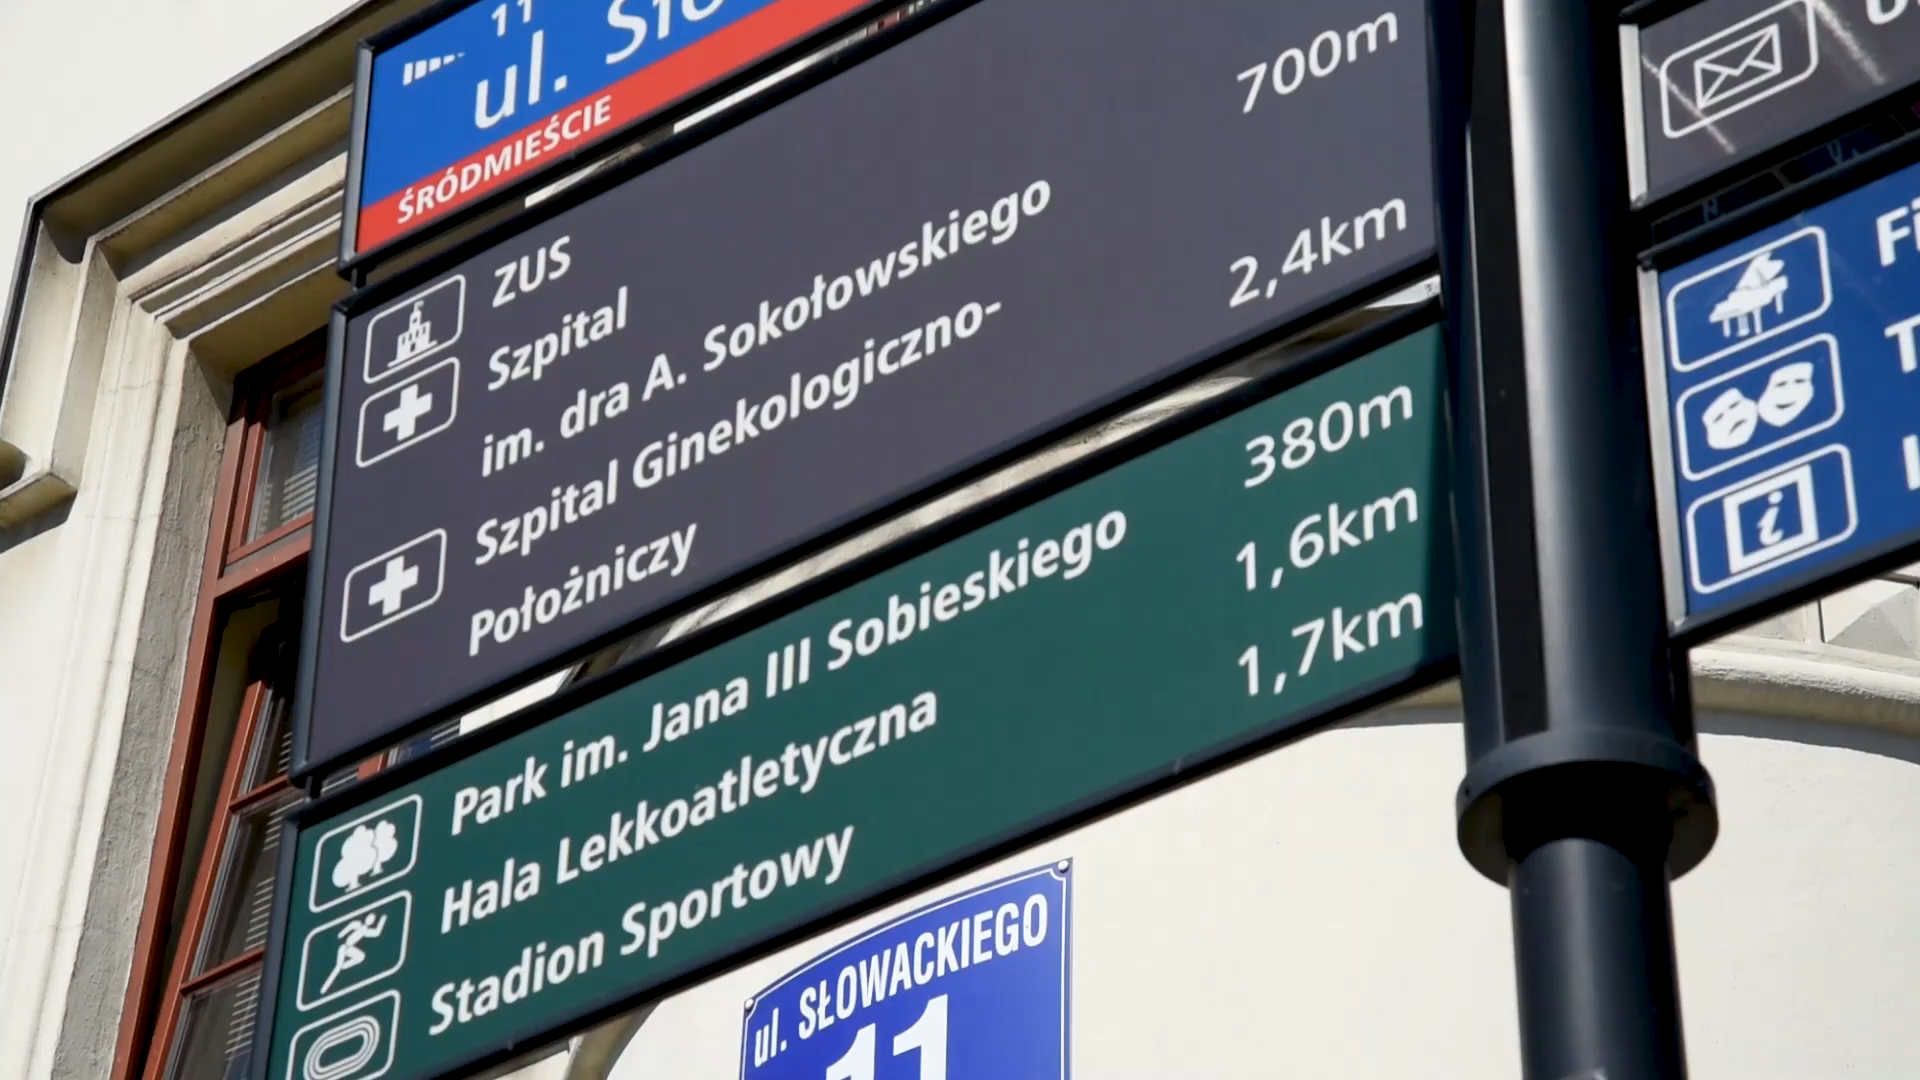 11
ul.
ŚRÓDMIEŚCIE
ZUS 700m
Szpital
im. dra A. Sokołowskiego 2,4km
Szpital Ginekologiczno-
Położniczy
Park im. Jana III Sobieskiego 380m
Hala Lekkoatletyczna 1,6km
Stadion Sportowy 1,7km
ul. SŁOWACKIEGO
11